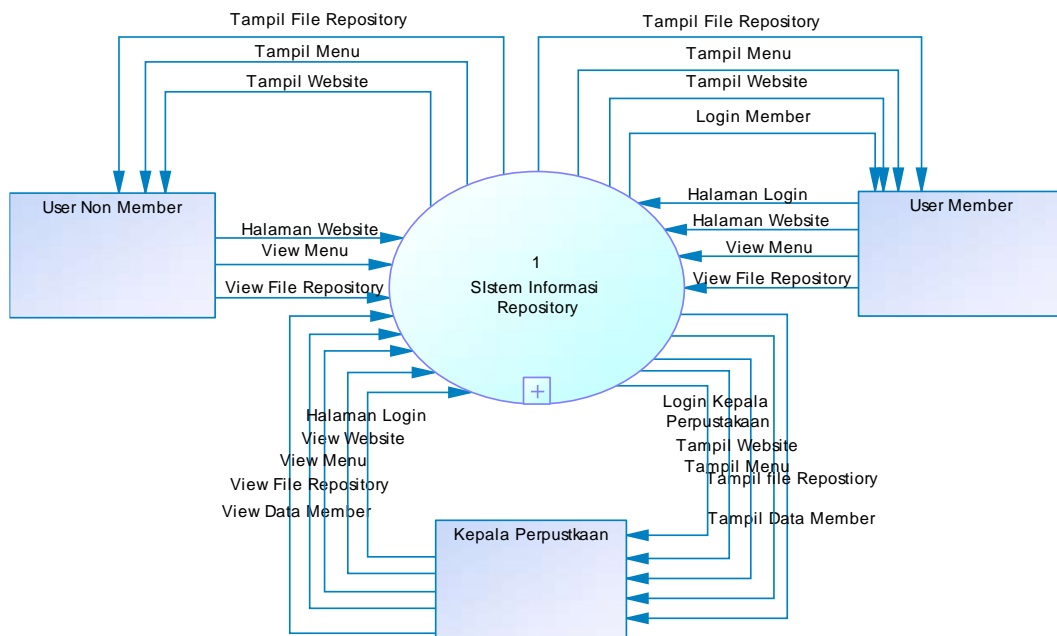 Tampil File Repository
Tampil Menu
Tampil Website
Tampil File Repository
Tampil Menu
Tampil Website
Login Member
User Non Member
Halaman Website
View Menu
View File Repository
Halaman Login
Halaman Website
View Menu
View File Repository
User Member
1
SIstem Informasi
Repository
Halaman Login
View Website
View Menu
View File Repository
View Data Member
Login Kepala
Perpustakaan
Tampil Website
Tampil Menu
Tampil file Repostiory
Tampil Data Member
Kepala Perpustkaan